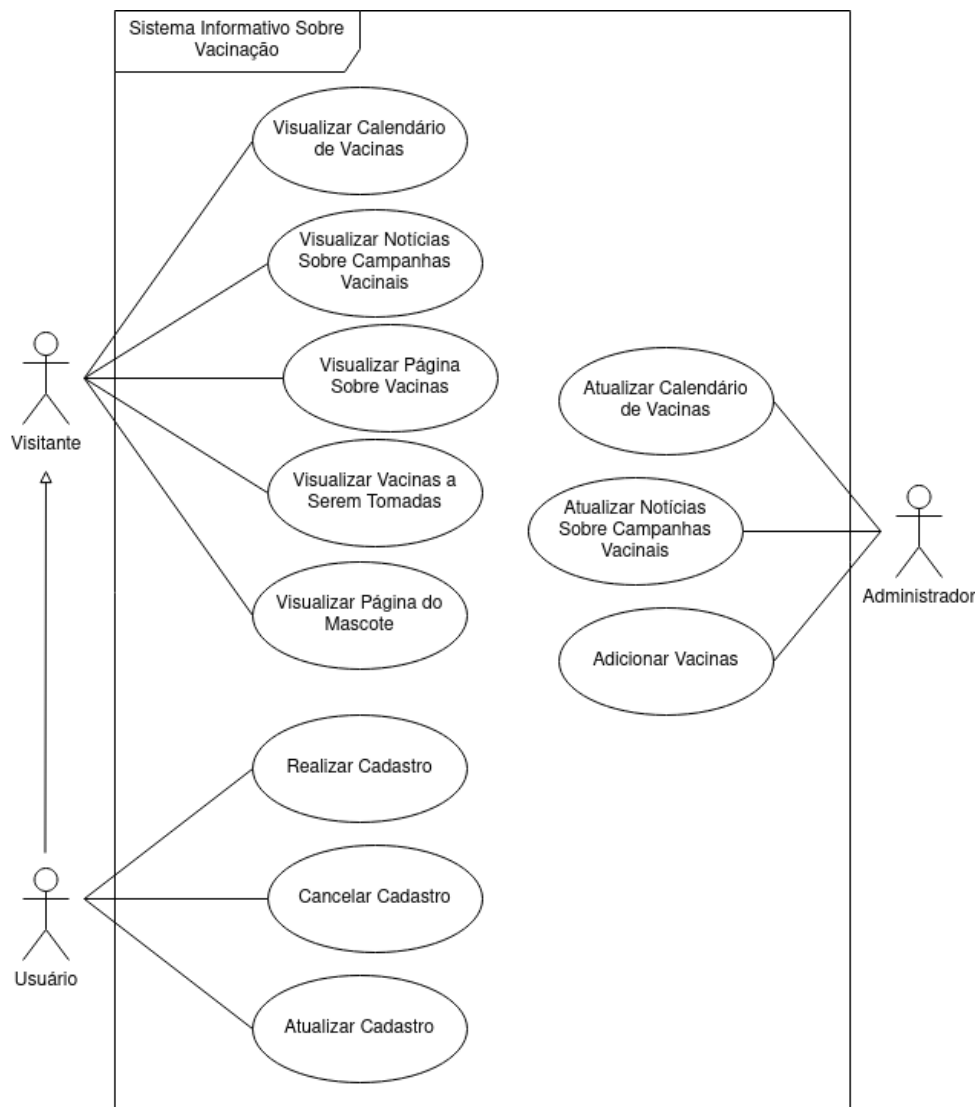 Sistema Informativo Sobre
Vacinação
Visualizar Calendário
de Vacinas
Visualizar Notícias
Sobre Campanhas
Vacinais
Visualizar Página
Sobre Vacinas
Visualizar Vacinas a
Serem Tomadas
Visualizar Página do
Mascote
Visitante
Atualizar Calendário
de Vacinas
Atualizar Notícias
Sobre Campanhas
Vacinais
Adicionar Vacinas
Administrador
Realizar Cadastro
Cancelar Cadastro
Atualizar Cadastro
Usuário